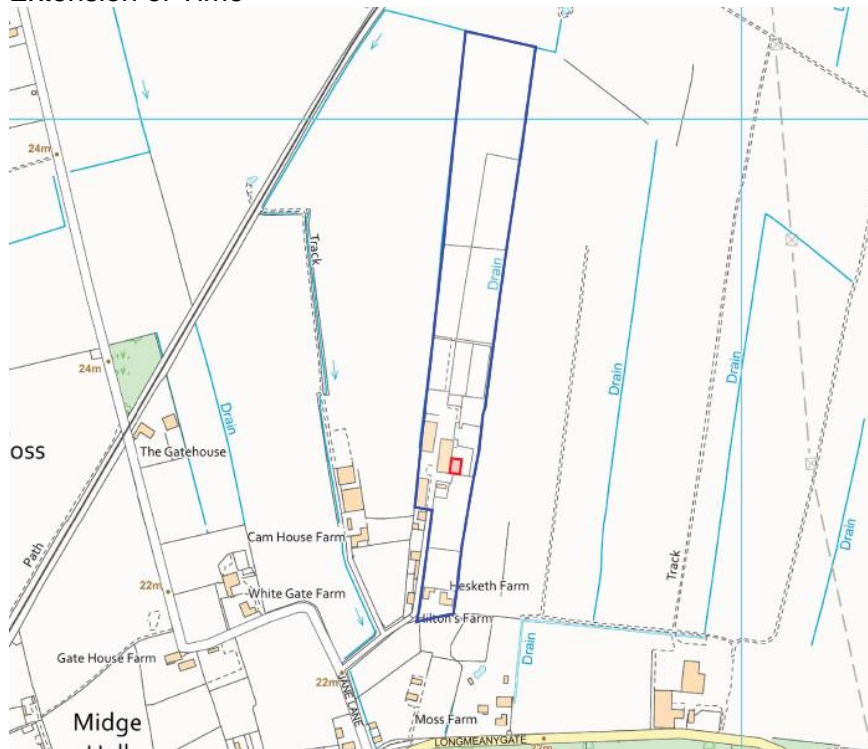 Extension of Time
24m
Drain
Track
24m
Drain
Drain
Drain
oss
The Gatehouse
Path
Cam House Farm
Drain
Track
22m
White Gate Farm
Hesketh Farm
Hilton's Farm
Gate House Farm
22m
JANE LANE
Drain
Moss Farm
Midge
LONGMEANYGATE
22m